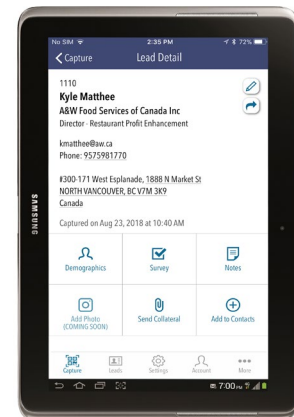 No SIM 2:35 PM 72%
Capture Lead Detail
1110
Kyle Matthee
A&W Food Services of Canada Inc
Director - Restaurant Profit Enhancement
kmatthee@aw.ca
Phone: 9575981770
#300-171 West Esplanade, 1888 N Market St
NORTH VANCOUVER, BC V7M 3K9
Canada
Captured on Aug 23, 2018 at 10:40 AM
Demographics Survey Notes
Add Photo Send Collateral Add to Contacts
(COMING SOON)
Capture Leads Settings Account More
7:00 PM
SAMSUNG